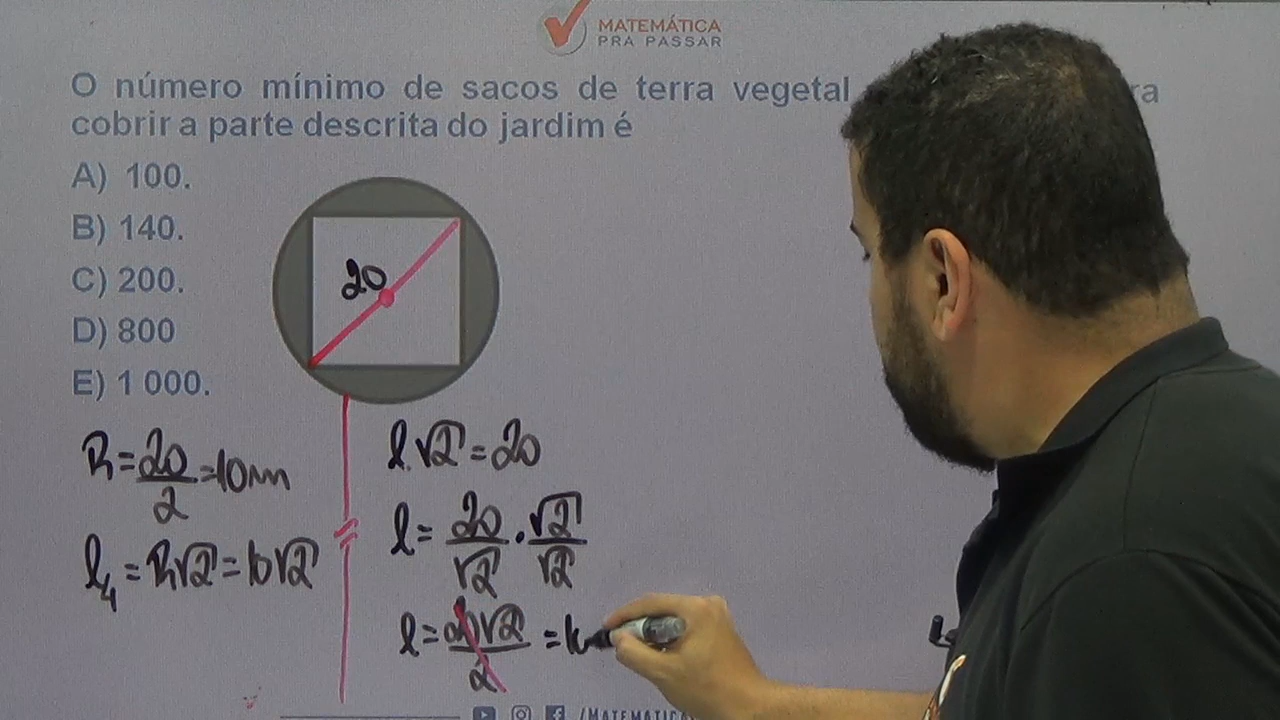 MATEMÁTICA
PRA PASSAR
O número mínimo de sacos de terra vegetal
cobrir a parte descrita do jardim é
A) 100.
B) 140.
C) 200.
D) 800
E) 1 000.
20
R=20/2=10m
l4=R√2=10√2
l.√2=20
l=20/√2.√2/√2
l=20√2/2=10
/MATEMATICA